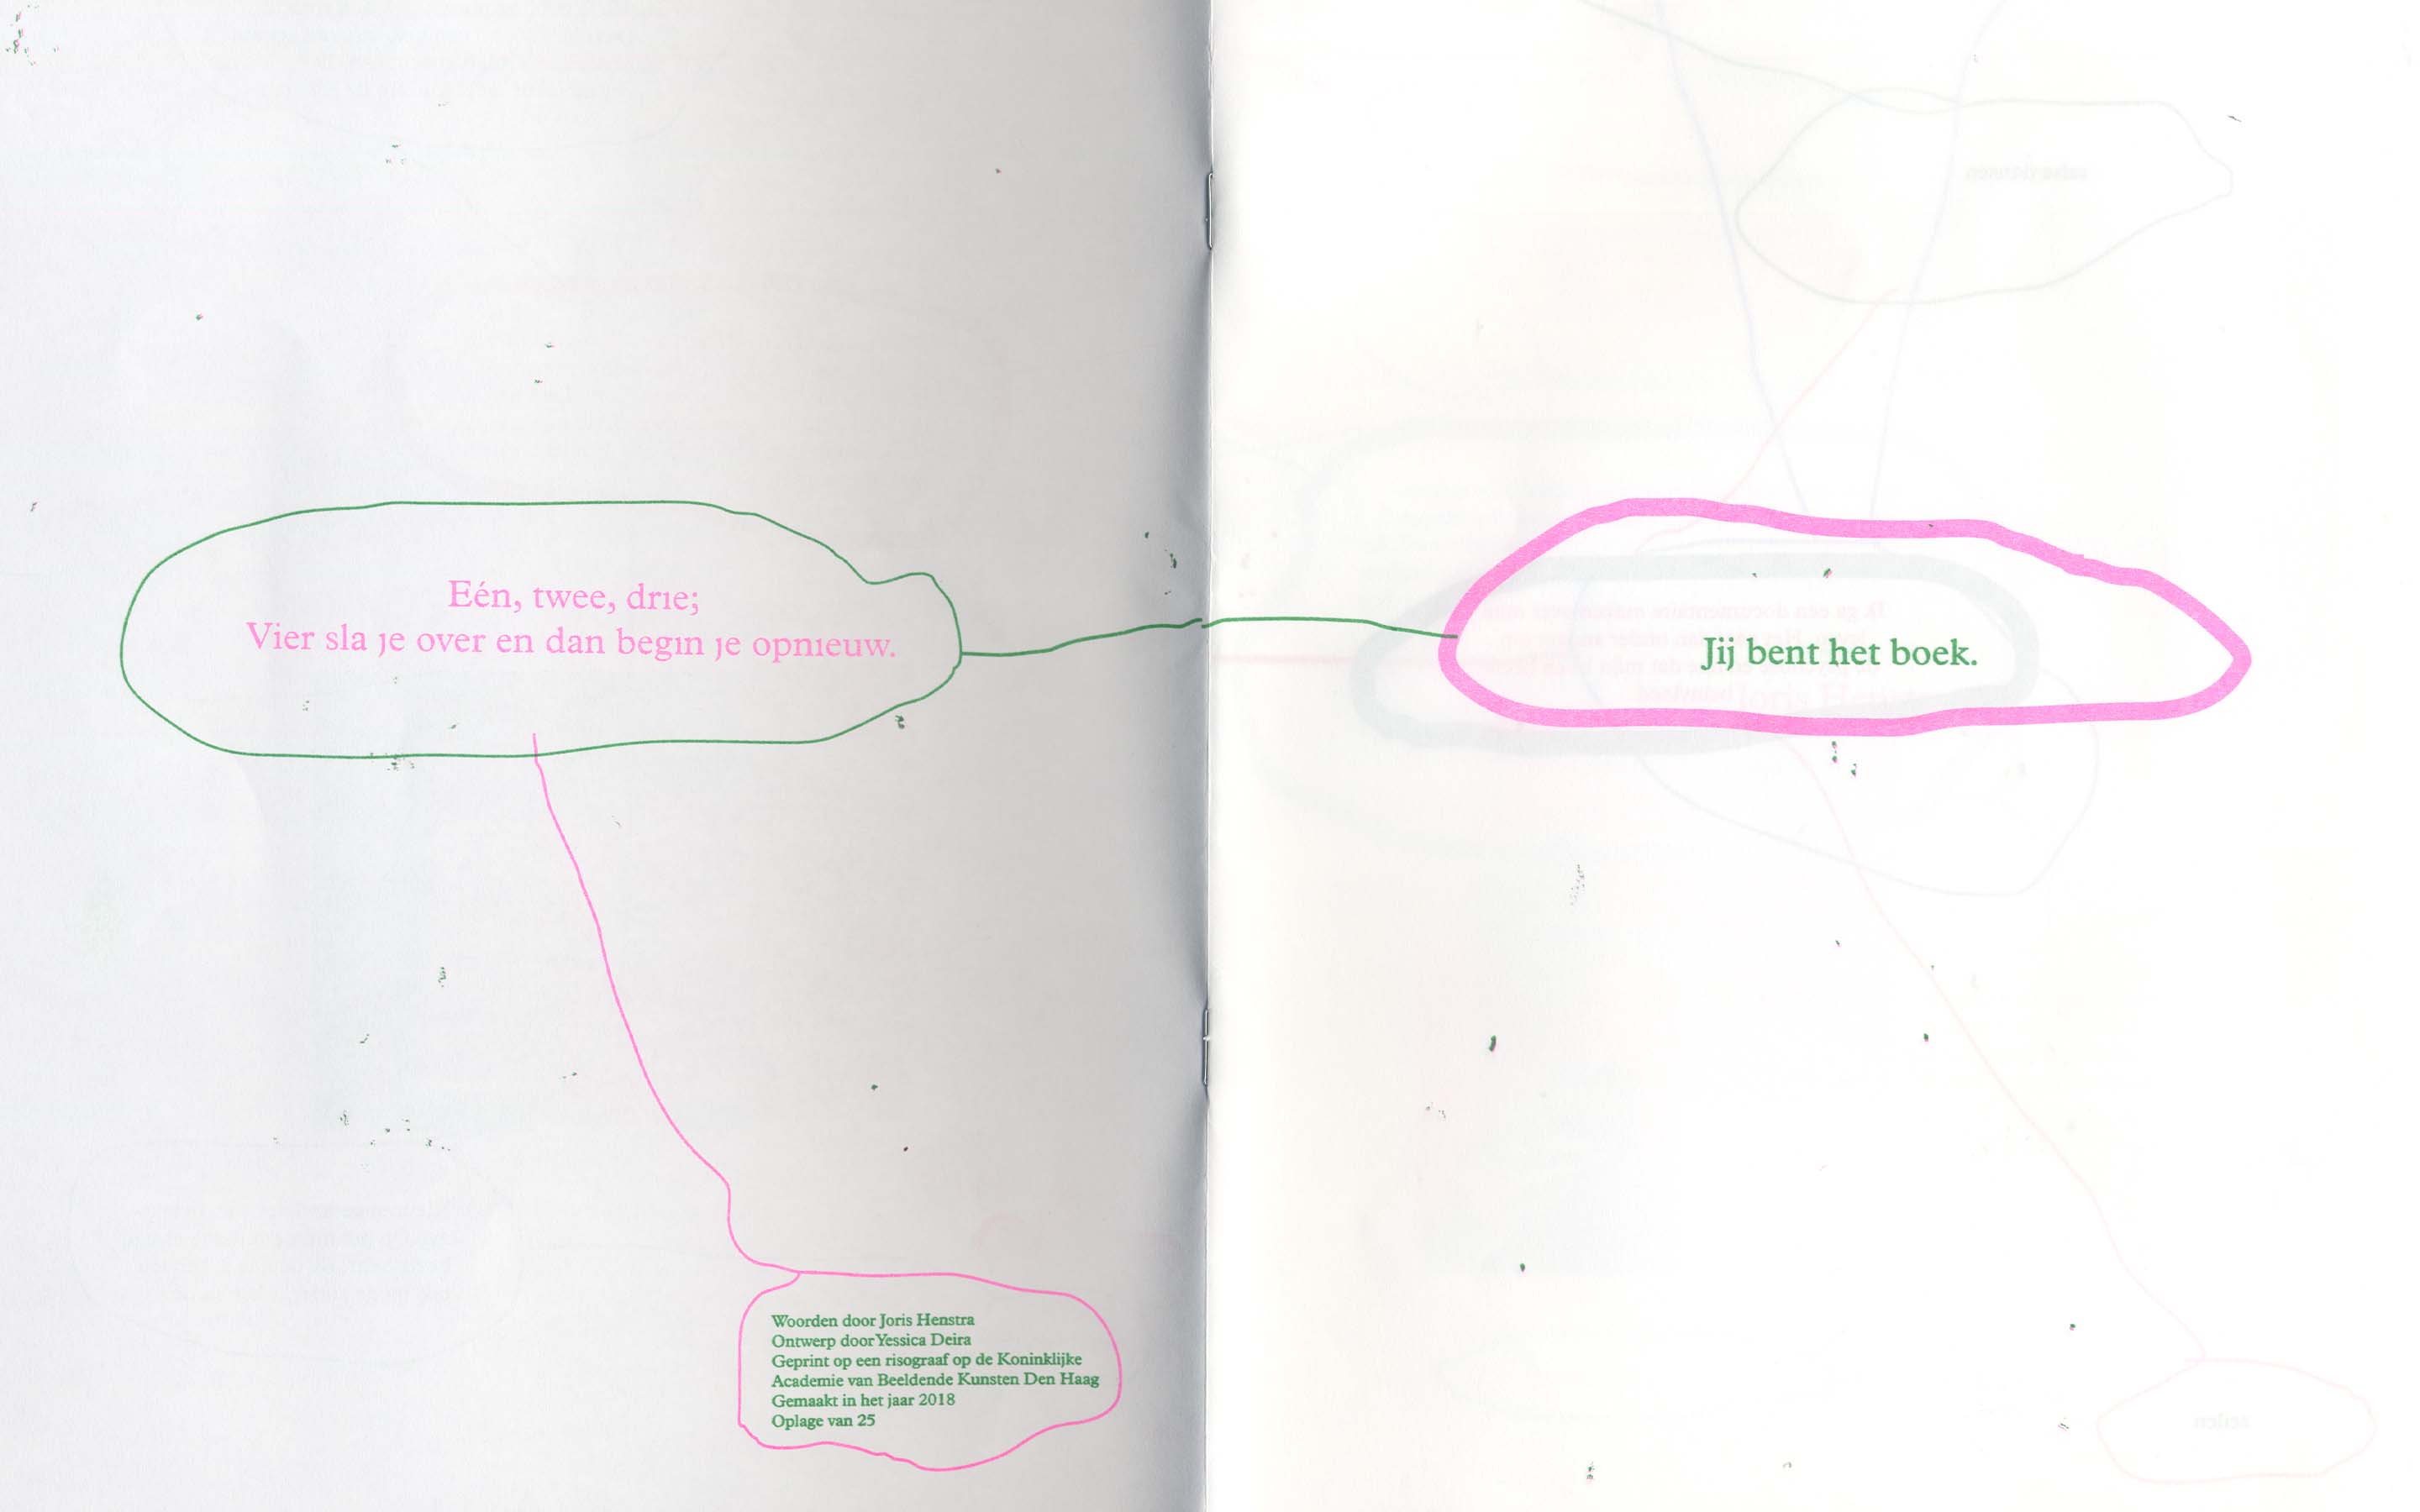 Eén, twee, drie;
Vier sla je over en dan begin je opnieuw.
Jij bent het boek.
Woorden door Joris Henstra
Ontwerp door Yessica Deira
Geprint op een risograaf op de Koninklijke
Academie van Beeldende Kunsten Den Haag
Gemaakt in het jaar 2018
Oplage van 25